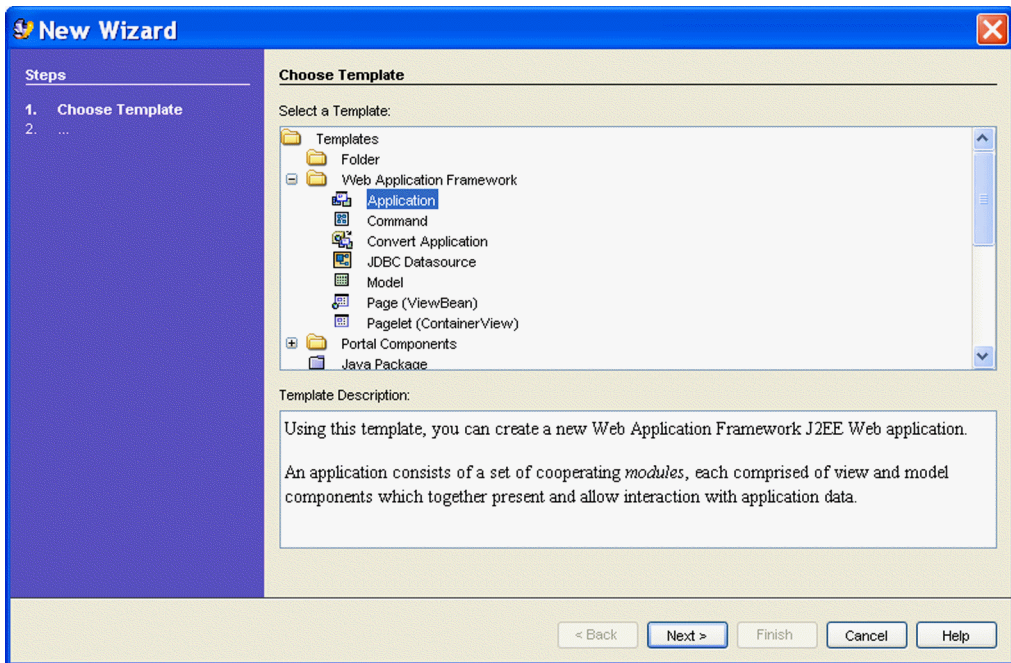 New Wizard
Steps
1. Choose Template
2. ...
Choose Template
Select a Template:
Templates
Folder
Web Application Framework
Application
Command
Convert Application
JDBC Datasource
Model
Page (ViewBean)
Pagelet (ContainerView)
Portal Components
Java Package
Template Description:
Using this template, you can create a new Web Application Framework J2EE Web application.
An application consists of a set of cooperating modules, each comprised of view and model
components which together present and allow interaction with application data.
< Back Next > Finish Cancel Help